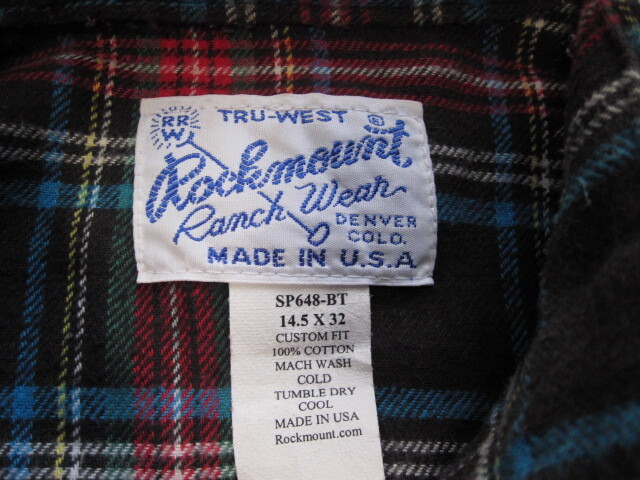 RR
W
TRU-WEST ®
Rockmount
Ranch Wear
DENVER
COLO.
MADE IN U.S.A
SP648-BT
14.5 X 32
CUSTOM FIT
100% COTTON
MACH WASH
COLD
TUMBLE DRY
COOL
MADE IN USA
Rockmount.com